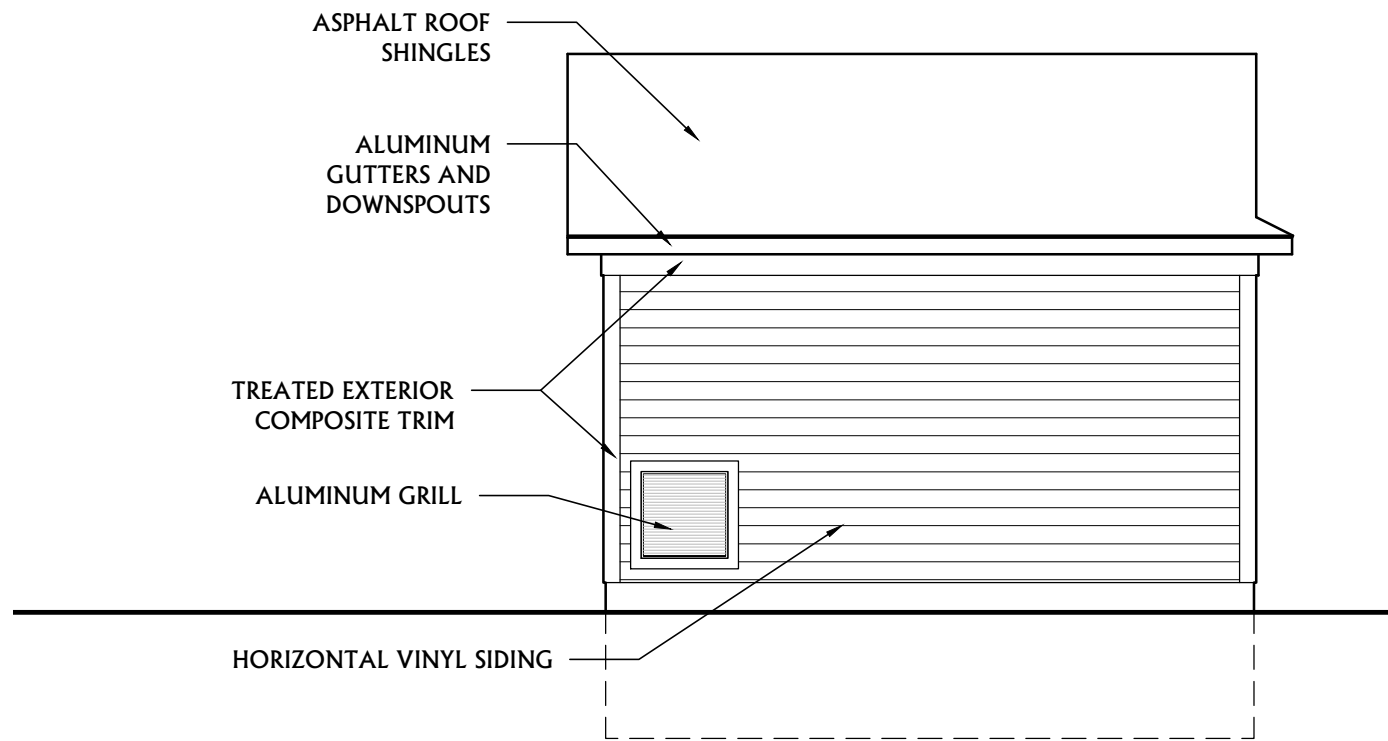 ASPHALT ROOF
SHINGLES
ALUMINUM
GUTTERS AND
DOWNSPOUTS
TREATED EXTERIOR
COMPOSITE TRIM
ALUMINUM GRILL
HORIZONTAL VINYL SIDING